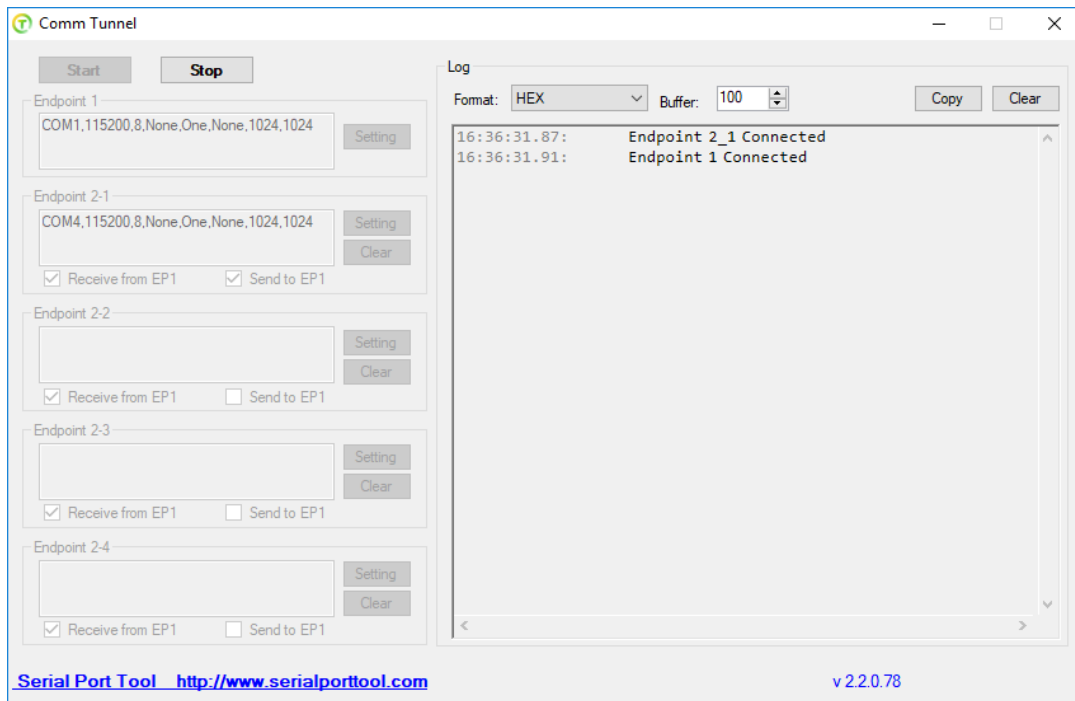 Comm Tunnel
Start Stop
Endpoint 1
COM1,115200,8,None,One,None,1024,1024
Setting
Endpoint 2-1
COM4,115200,8,None,One,None,1024,1024
Setting
Clear
Receive from EP1 Send to EP1
Endpoint 2-2
Setting
Clear
Receive from EP1 Send to EP1
Endpoint 2-3
Setting
Clear
Receive from EP1 Send to EP1
Endpoint 2-4
Setting
Clear
Receive from EP1 Send to EP1
Log
Format: HEX Buffer: 100 Copy Clear
16:36:31.87: Endpoint 2_1 Connected
16:36:31.91: Endpoint 1 Connected
Serial Port Tool http://www.serialporttool.com
v 2.2.0.78